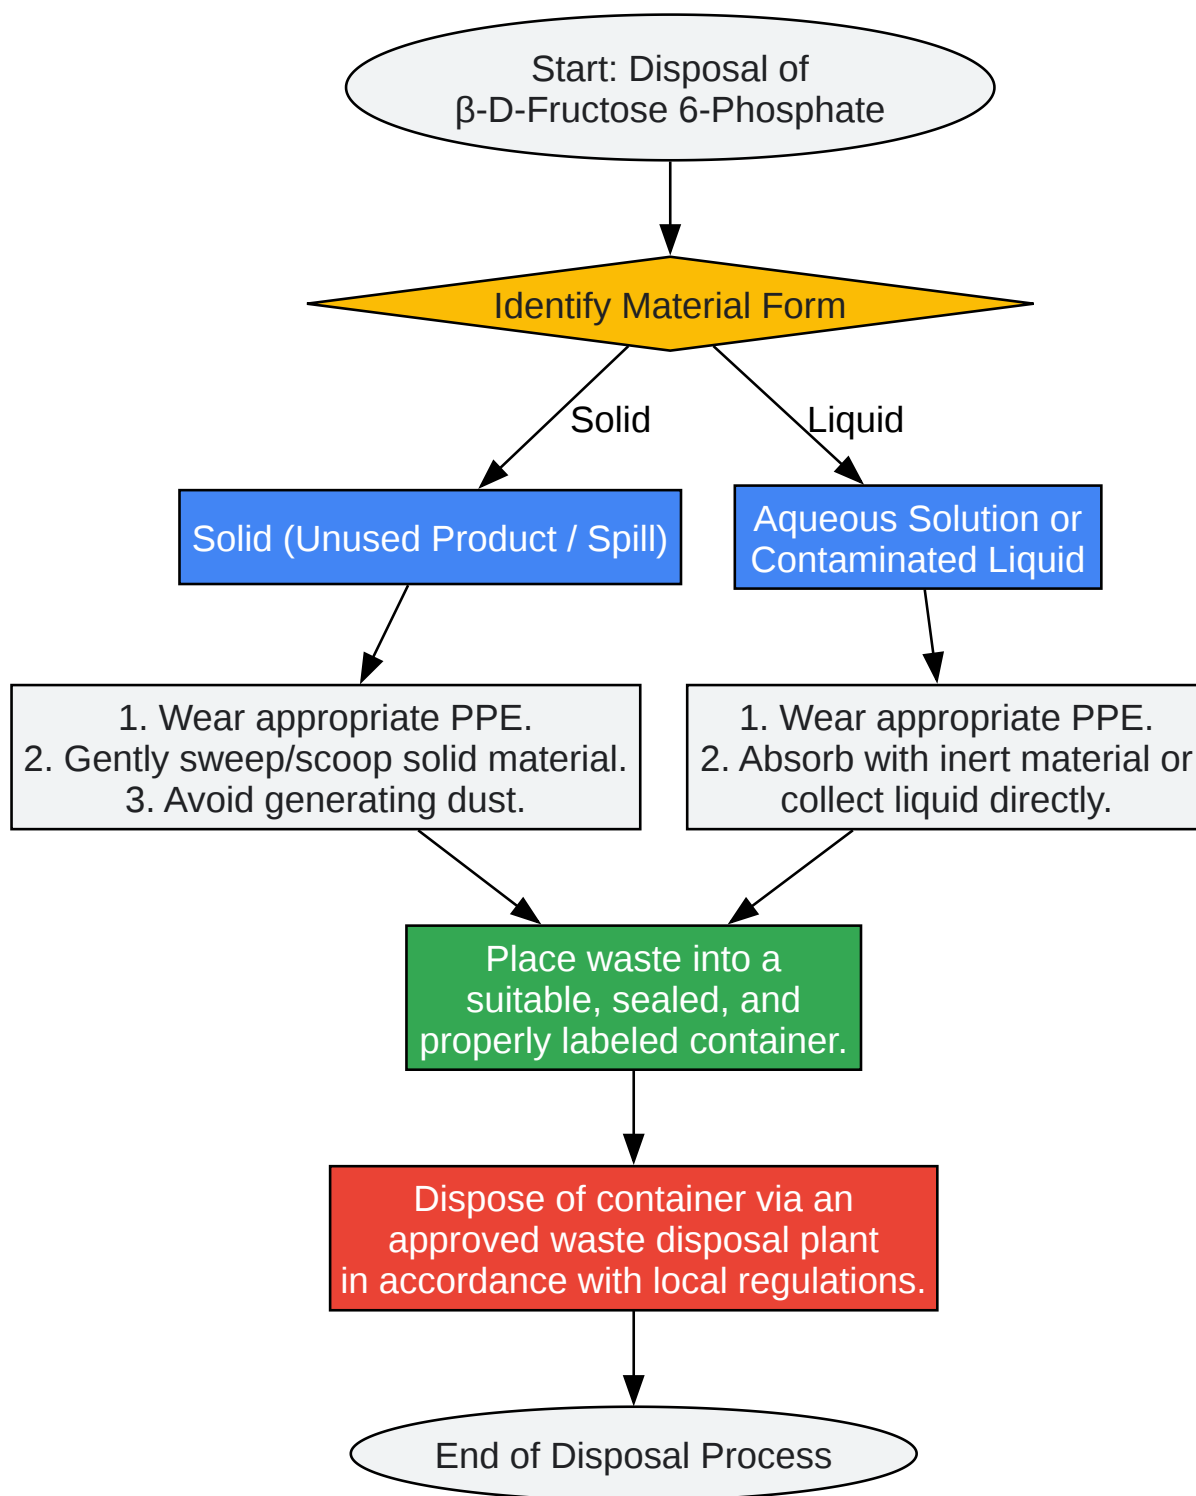 Start: Disposal of
β-D-Fructose 6-Phosphate
Identify Material Form
Solid
Liquid
Solid (Unused Product / Spill)
Aqueous Solution or
Contaminated Liquid
1. Wear appropriate PPE.
2. Gently sweep/scoop solid material.
3. Avoid generating dust.
1. Wear appropriate PPE.
2. Absorb with inert material or
collect liquid directly.
Place waste into a
suitable, sealed, and
properly labeled container.
Dispose of container via an
approved waste disposal plant
in accordance with local regulations.
End of Disposal Process